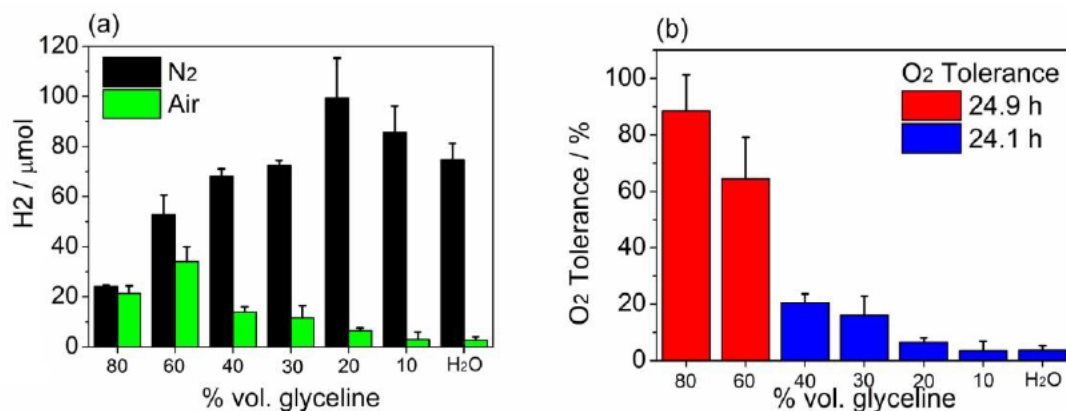 (a)
N2
Air
H2 / μmol
120
100
80
60
40
20
0
80 60 40 30 20 10 H2O
% vol. glyceline
(b)
O2 Tolerance
24.9 h
24.1 h
O2 Tolerance / %
100
80
60
40
20
0
80 60 40 30 20 10 H2O
% vol. glyceline